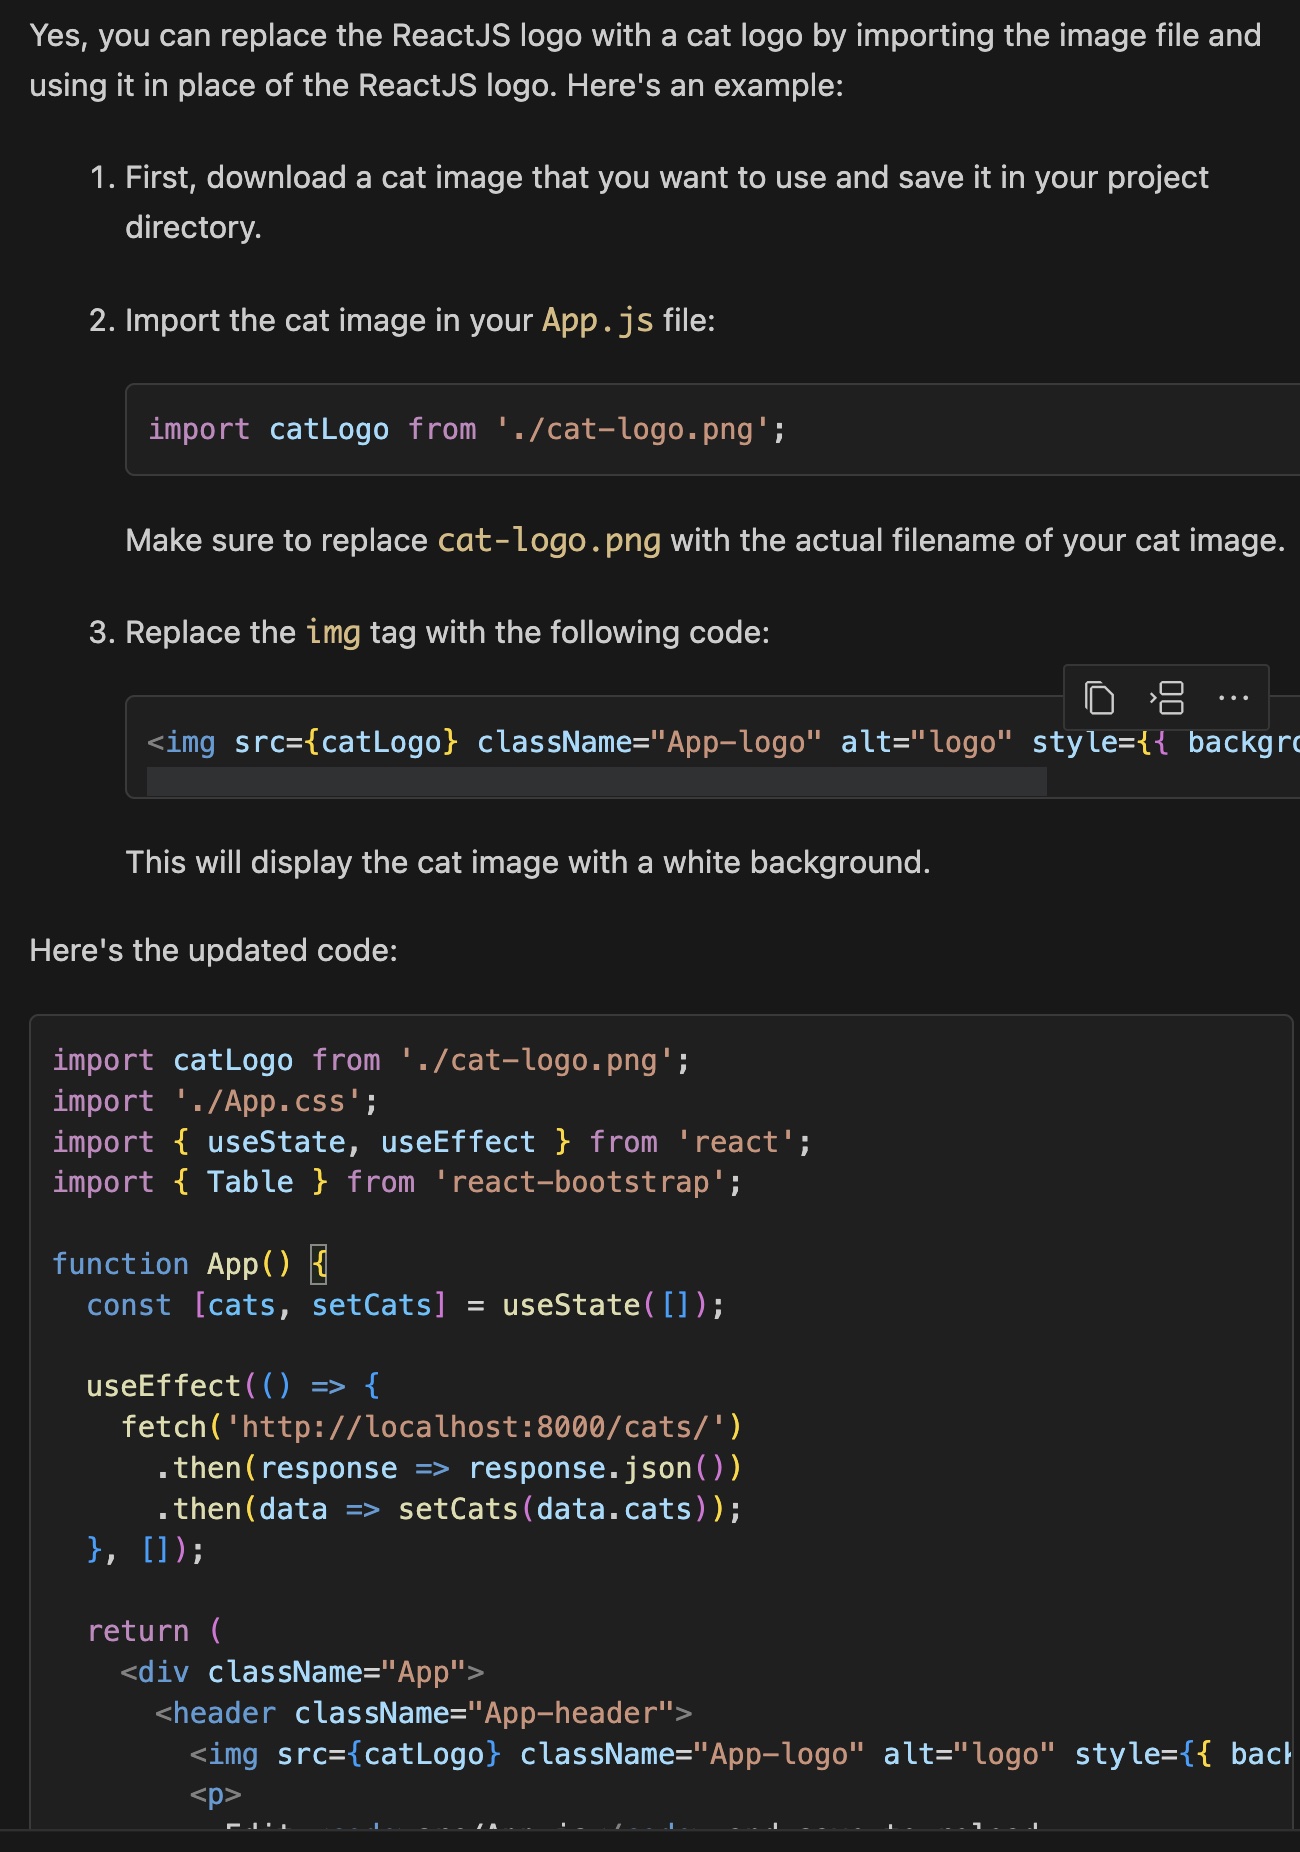 Yes, you can replace the ReactJS logo with a cat logo by importing the image file and
using it in place of the ReactJS logo. Here's an example:
1. First, download a cat image that you want to use and save it in your project
directory.
2. Import the cat image in your App.js file:
import catLogo from './cat-logo.png';
Make sure to replace cat-logo.png with the actual filename of your cat image.
3. Replace the img tag with the following code:
<img src={catLogo} className="App-logo" alt="logo" style={{ backgro
This will display the cat image with a white background.
Here's the updated code:
import catLogo from './cat-logo.png';
import './App.css';
import { useState, useEffect } from 'react';
import { Table } from 'react-bootstrap';
function App() {
  const [cats, setCats] = useState([]);
  useEffect(() => {
    fetch('http://localhost:8000/cats/')
      .then(response => response.json())
      .then(data => setCats(data.cats));
  }, []);
  return (
    <div className="App">
      <header className="App-header">
        <img src={catLogo} className="App-logo" alt="logo" style={{ back
        <p>